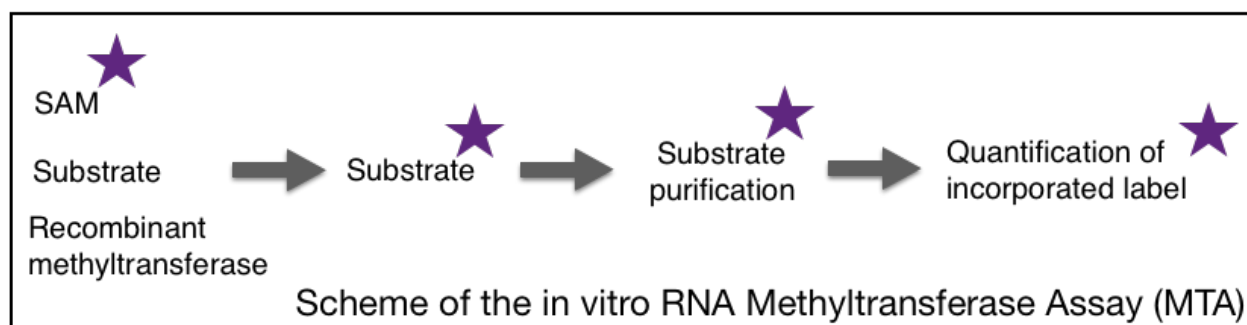 SAM
Substrate
Recombinant
methyltransferase
Substrate
Substrate
purification
Quantification of
incorporated label
Scheme of the in vitro RNA Methyltransferase Assay (MTA)